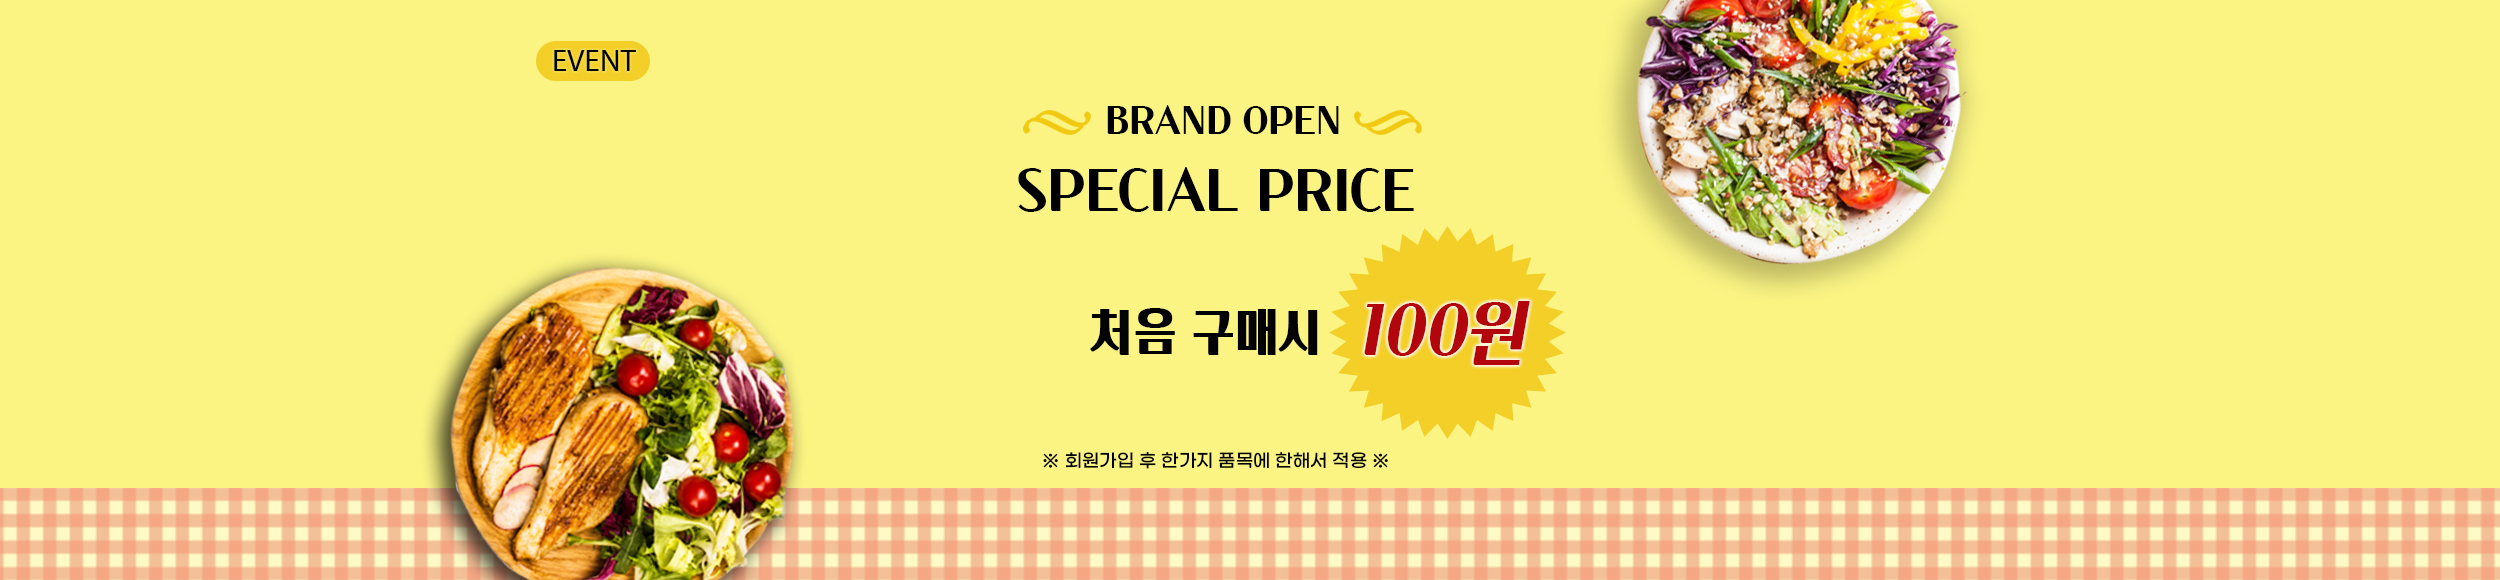 EVENT
BRAND OPEN
SPECIAL PRICE
처음 구매시 100원
※ 회원가입 후 한가지 품목에 한해서 적용 ※